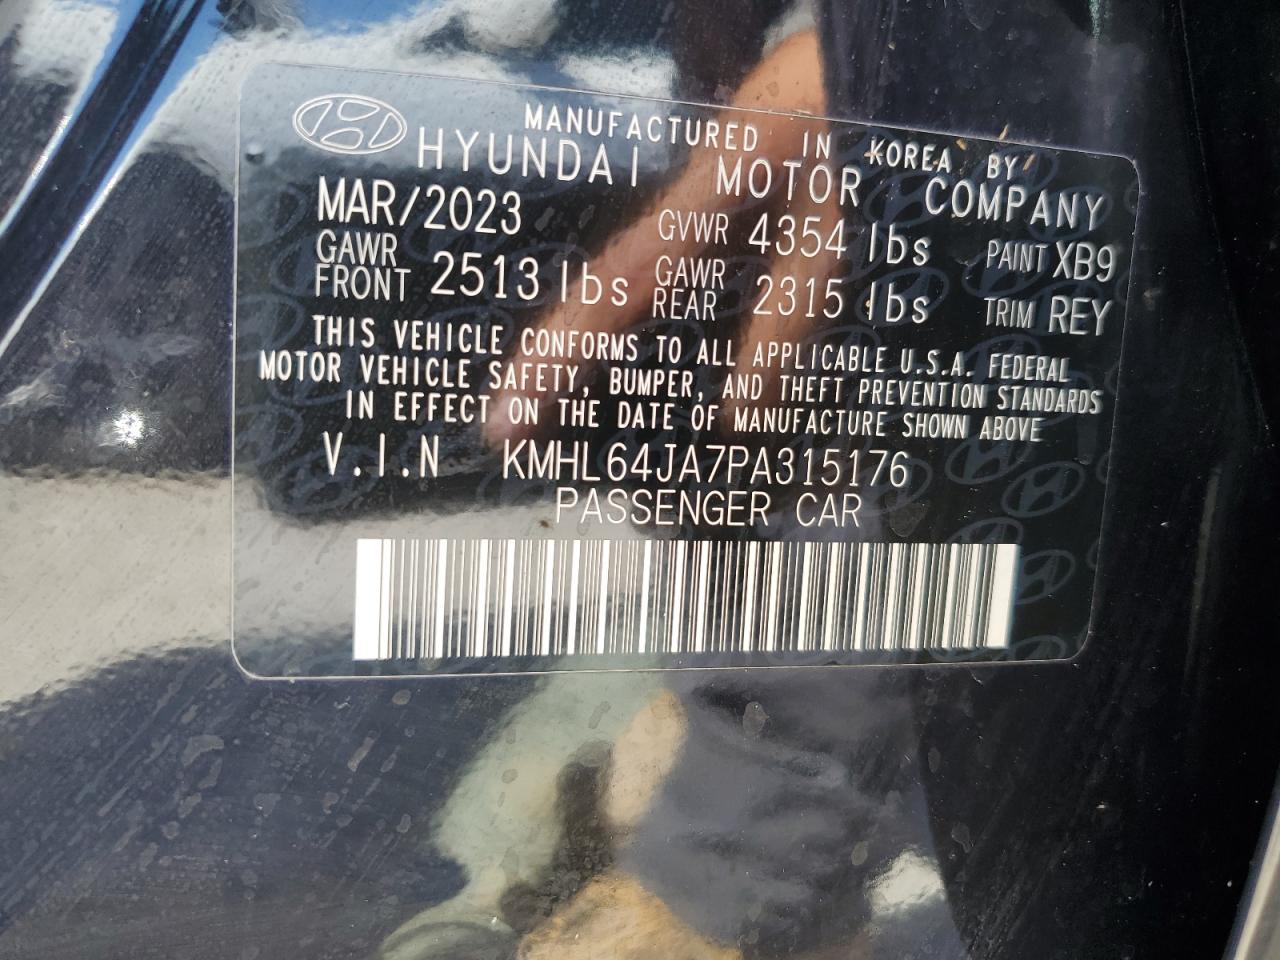 MANUFACTURED IN KOREA BY
HYUNDAI MOTOR COMPANY
MAR/2023 GVWR 4354 lbs PAINT XB9
GAWR FRONT 2513 lbs GAWR REAR 2315 lbs TRIM REY
THIS VEHICLE CONFORMS TO ALL APPLICABLE U.S.A. FEDERAL
MOTOR VEHICLE SAFETY, BUMPER, AND THEFT PREVENTION STANDARDS
IN EFFECT ON THE DATE OF MANUFACTURE SHOWN ABOVE
V.I.N KMHL64JA7PA315176
PASSENGER CAR